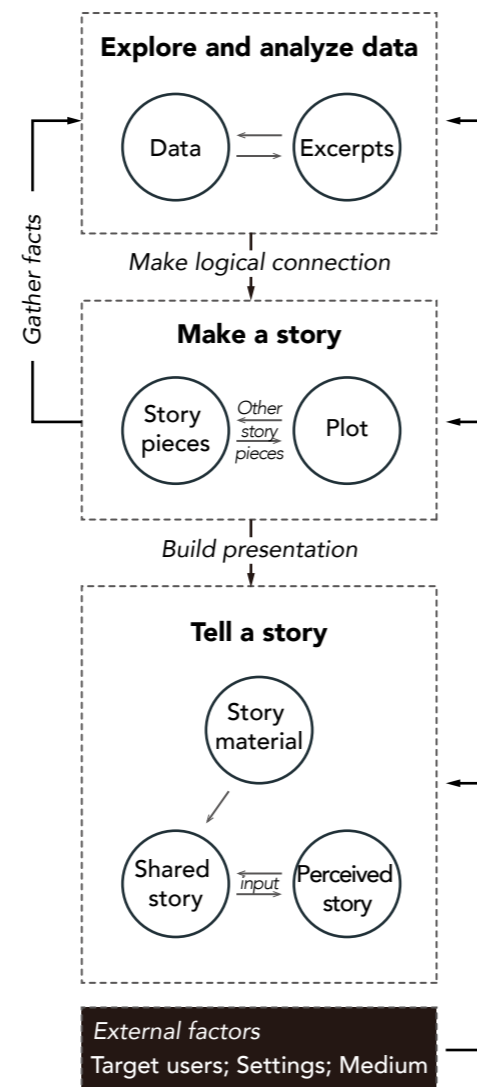 Explore and analyze data
Data
Excerpts
Gather facts
Make logical connection
Make a story
Story
pieces
Other
story
pieces
Plot
Build presentation
Tell a story
Story
material
Shared
story
input
Perceived
story
External factors
Target users; Settings; Medium